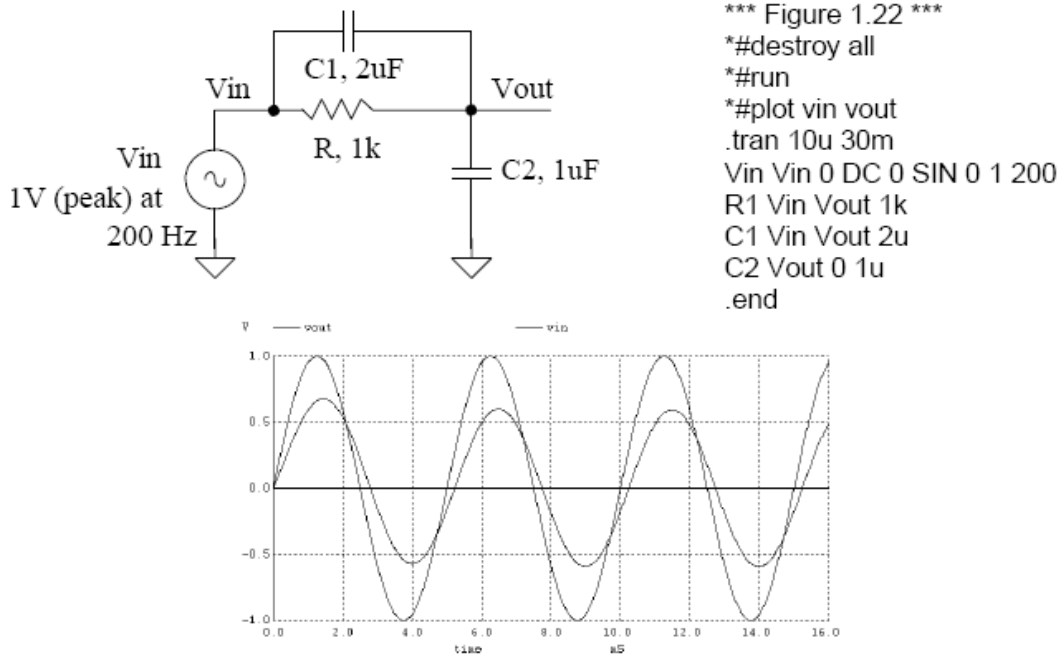 C1, 2uF
Vin
Vout
R, 1k
C2, 1uF
Vin
1V (peak) at
200 Hz
*** Figure 1.22 ***
*#destroy all
*#run
*#plot vin vout
.tran 10u 30m
Vin Vin 0 DC 0 SIN 0 1 200
R1 Vin Vout 1k
C1 Vin Vout 2u
C2 Vout 0 1u
.end
V vout vin
1.0
0.5
0.0
-0.5
-1.0
0.0 2.0 4.0 6.0 8.0 10.0 12.0 14.0 16.0
time mS